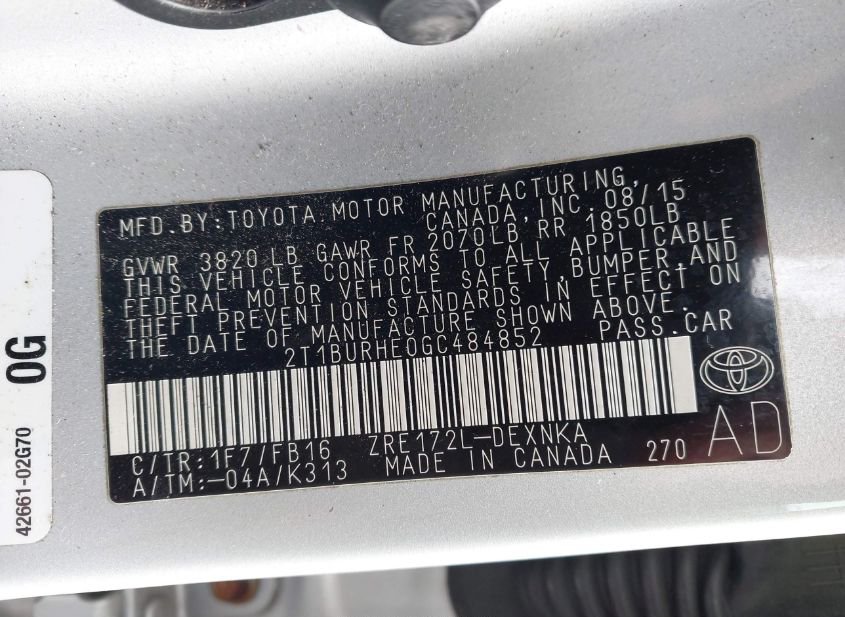 MFD.BY:TOYOTA MOTOR MANUFACTURING,
CANADA,INC. 08/15
GVWR 3820 LB GAWR FR 2070LB RR 1850LB
THIS VEHICLE CONFORMS TO ALL APPLICABLE
FEDERAL MOTOR VEHICLE SAFETY,BUMPER,AND
THEFT PREVENTION STANDARDS IN EFFECT ON
THE DATE OF MANUFACTURE SHOWN ABOVE.
2T1BURHE0GC484852 PASS.CAR
C/TR:1F7/FB16 ZRE172L-DEXNKA
A/TM:-04A/K313 MADE IN CANADA 270 AD
0G
42661-02G70